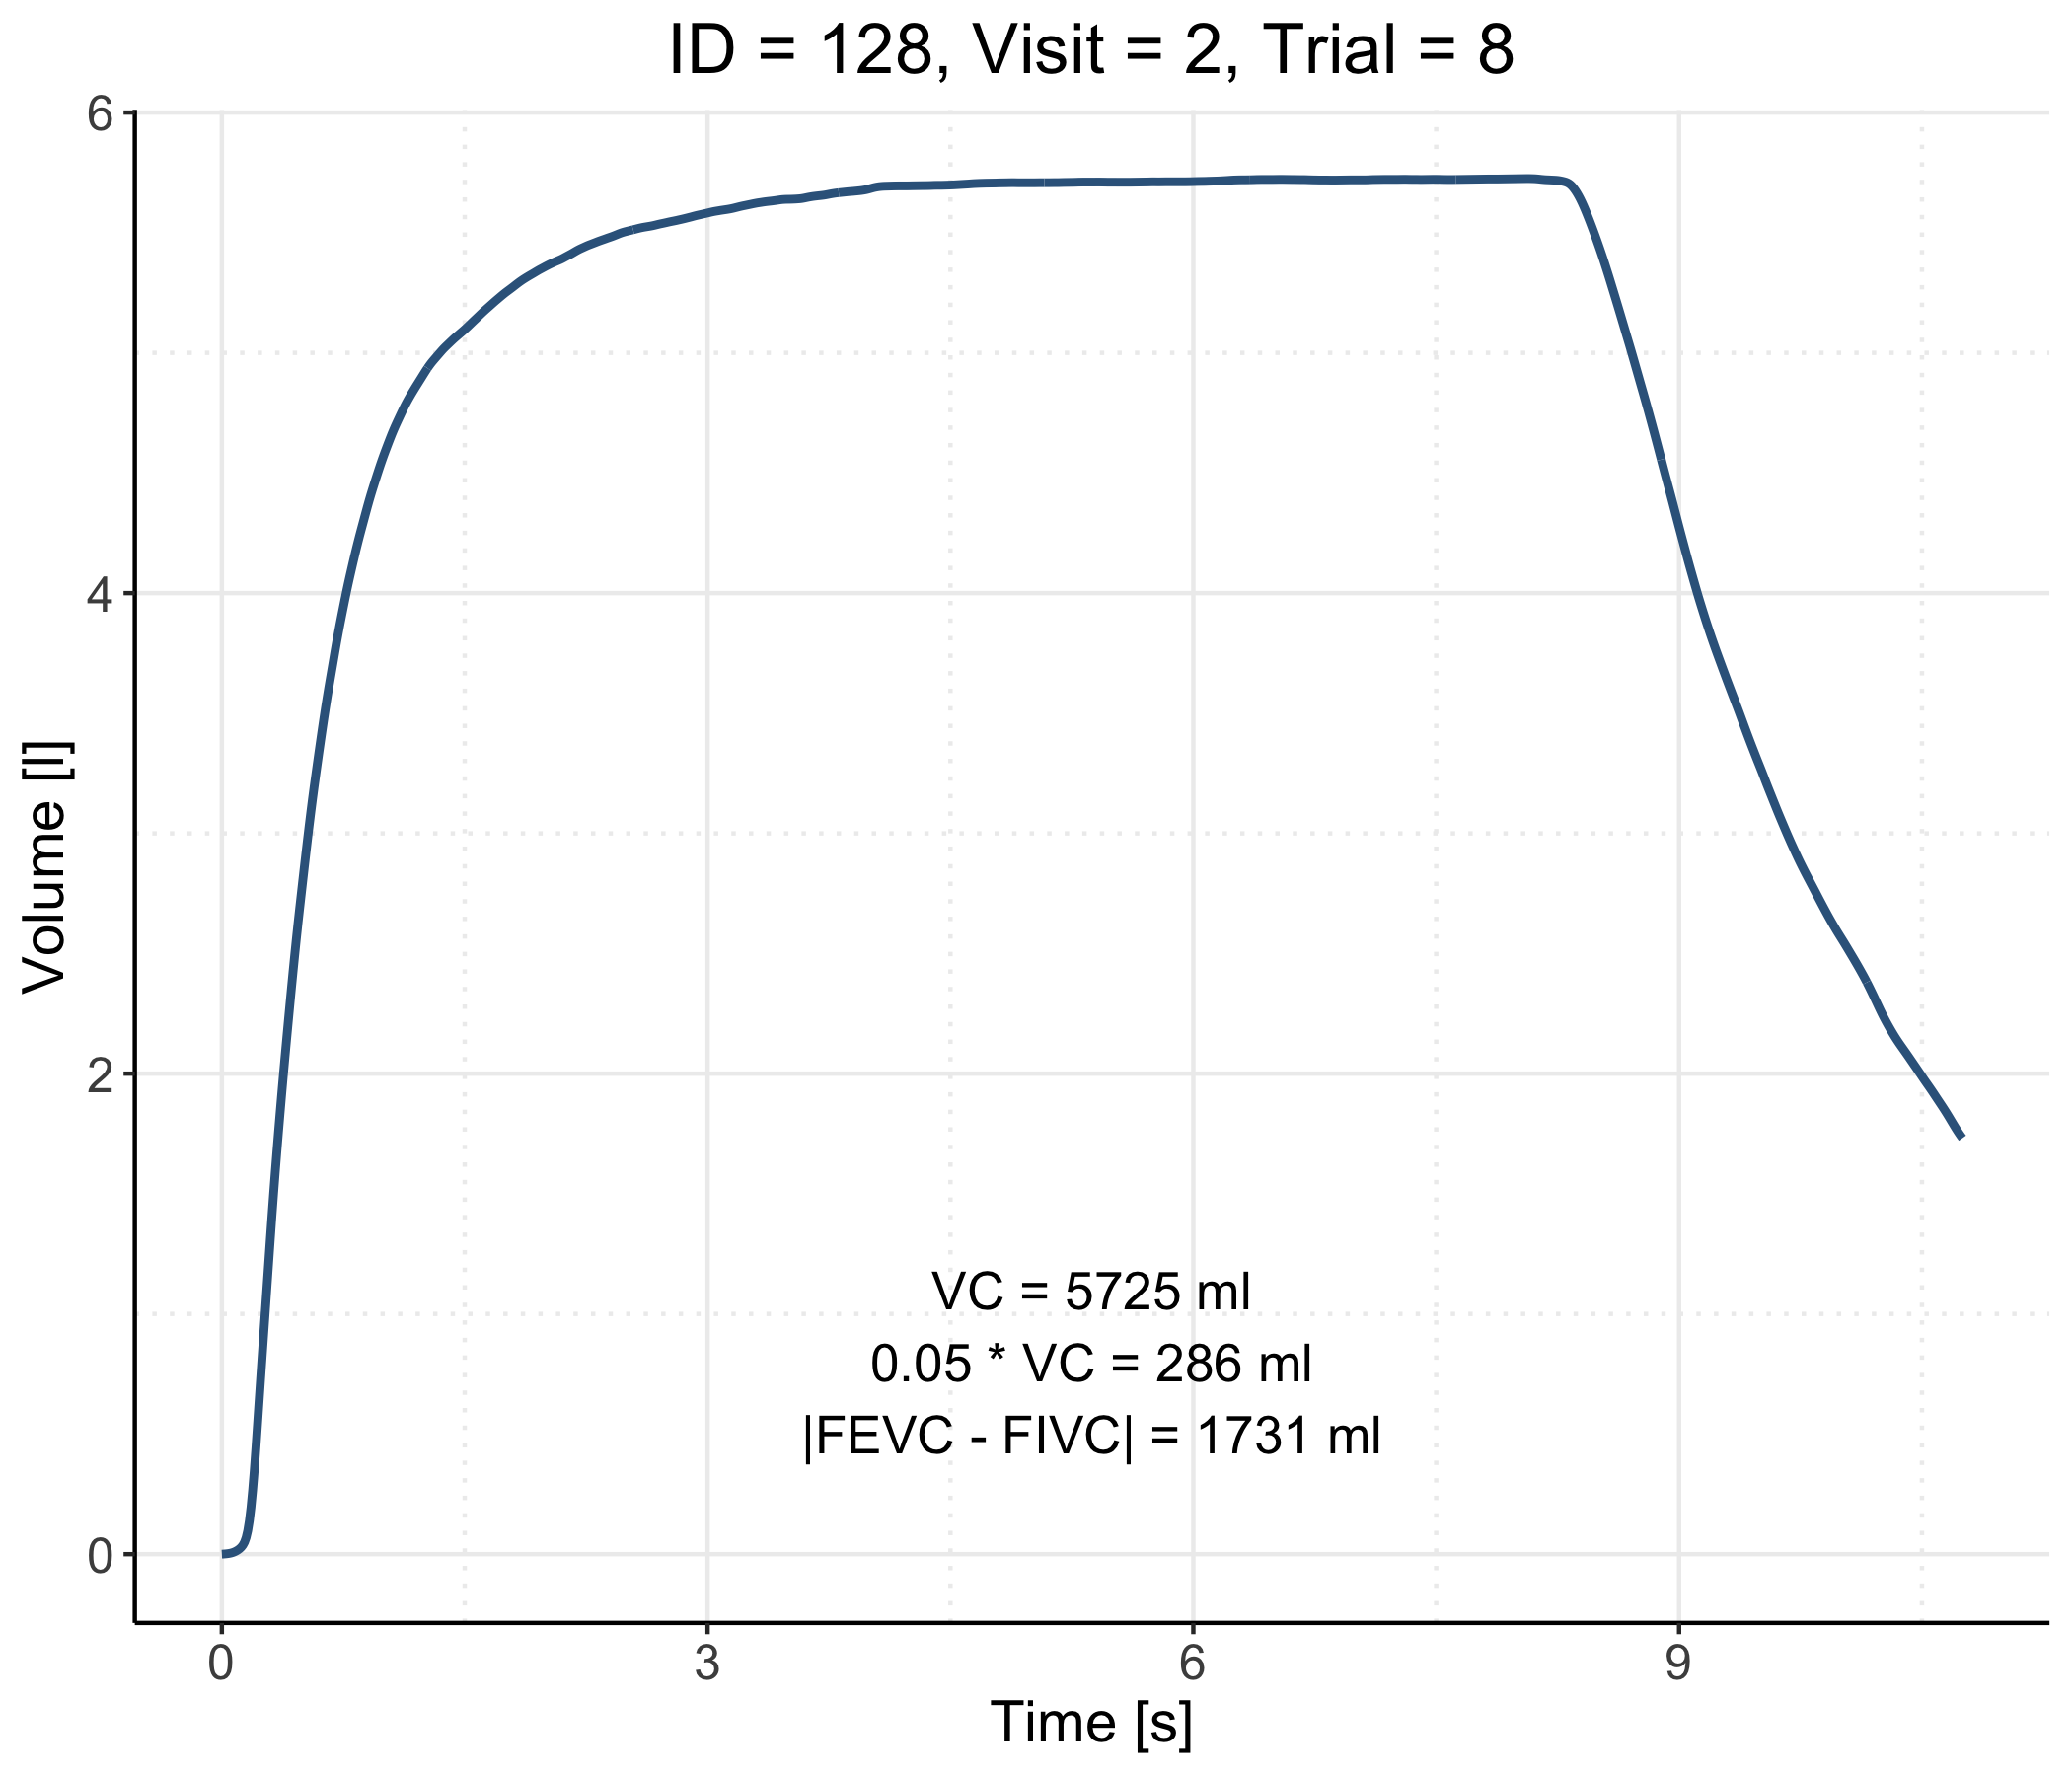 ID = 128, Visit = 2, Trial = 8
6
4
2
0
Volume [l]
VC = 5725 ml
0.05 * VC = 286 ml
|FEVC - FIVC| = 1731 ml
0 3 6 9
Time [s]